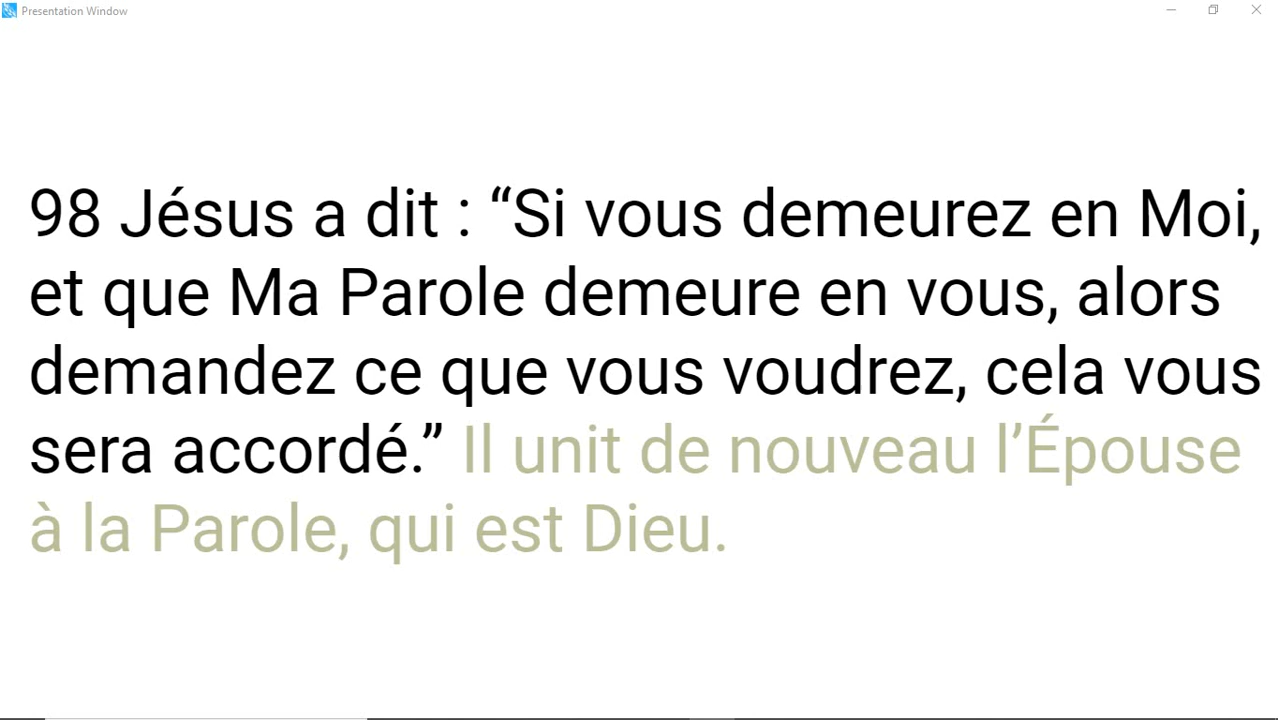 Presentation Window
98 Jésus a dit : “Si vous demeurez en Moi,
et que Ma Parole demeure en vous, alors
demandez ce que vous voudrez, cela vous
sera accordé.” Il unit de nouveau l’Épouse
à la Parole, qui est Dieu.